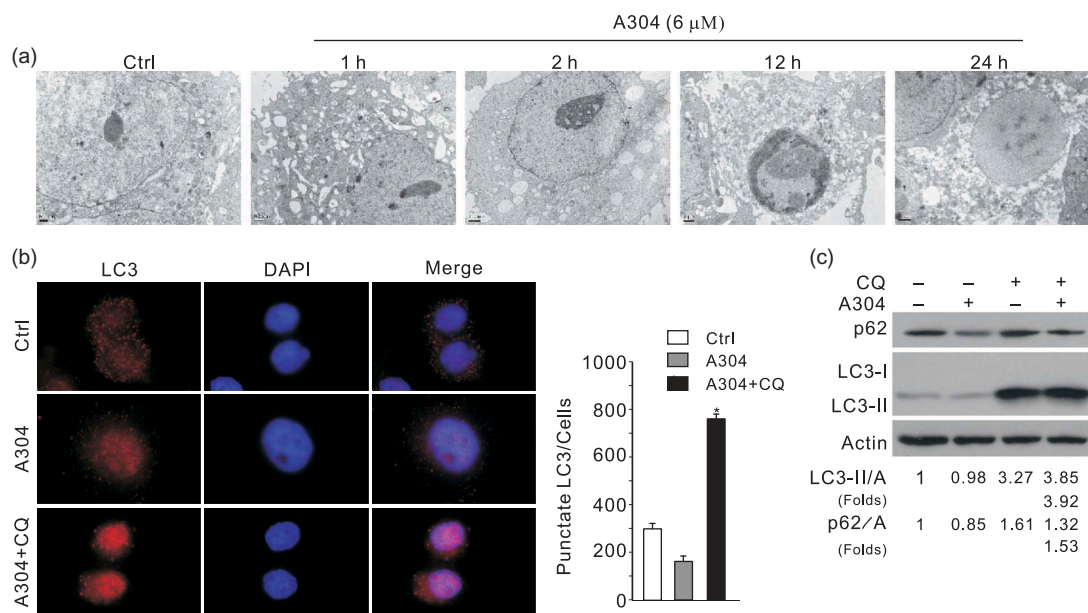 A304 (6 μM)
(a)
Ctrl
1 h
2 h
12 h
24 h
(b)
LC3
DAPI
Merge
Ctrl
A304
A304+CQ
Ctrl
A304
A304+CQ
Punctate LC3/Cells
1000
800
600
400
200
0
*
(c)
CQ – – + +
A304 – + – +
p62
LC3-I
LC3-II
Actin
LC3-II/A 1 0.98 3.27 3.85
(Folds) 3.92
p62/A 1 0.85 1.61 1.32
(Folds) 1.53